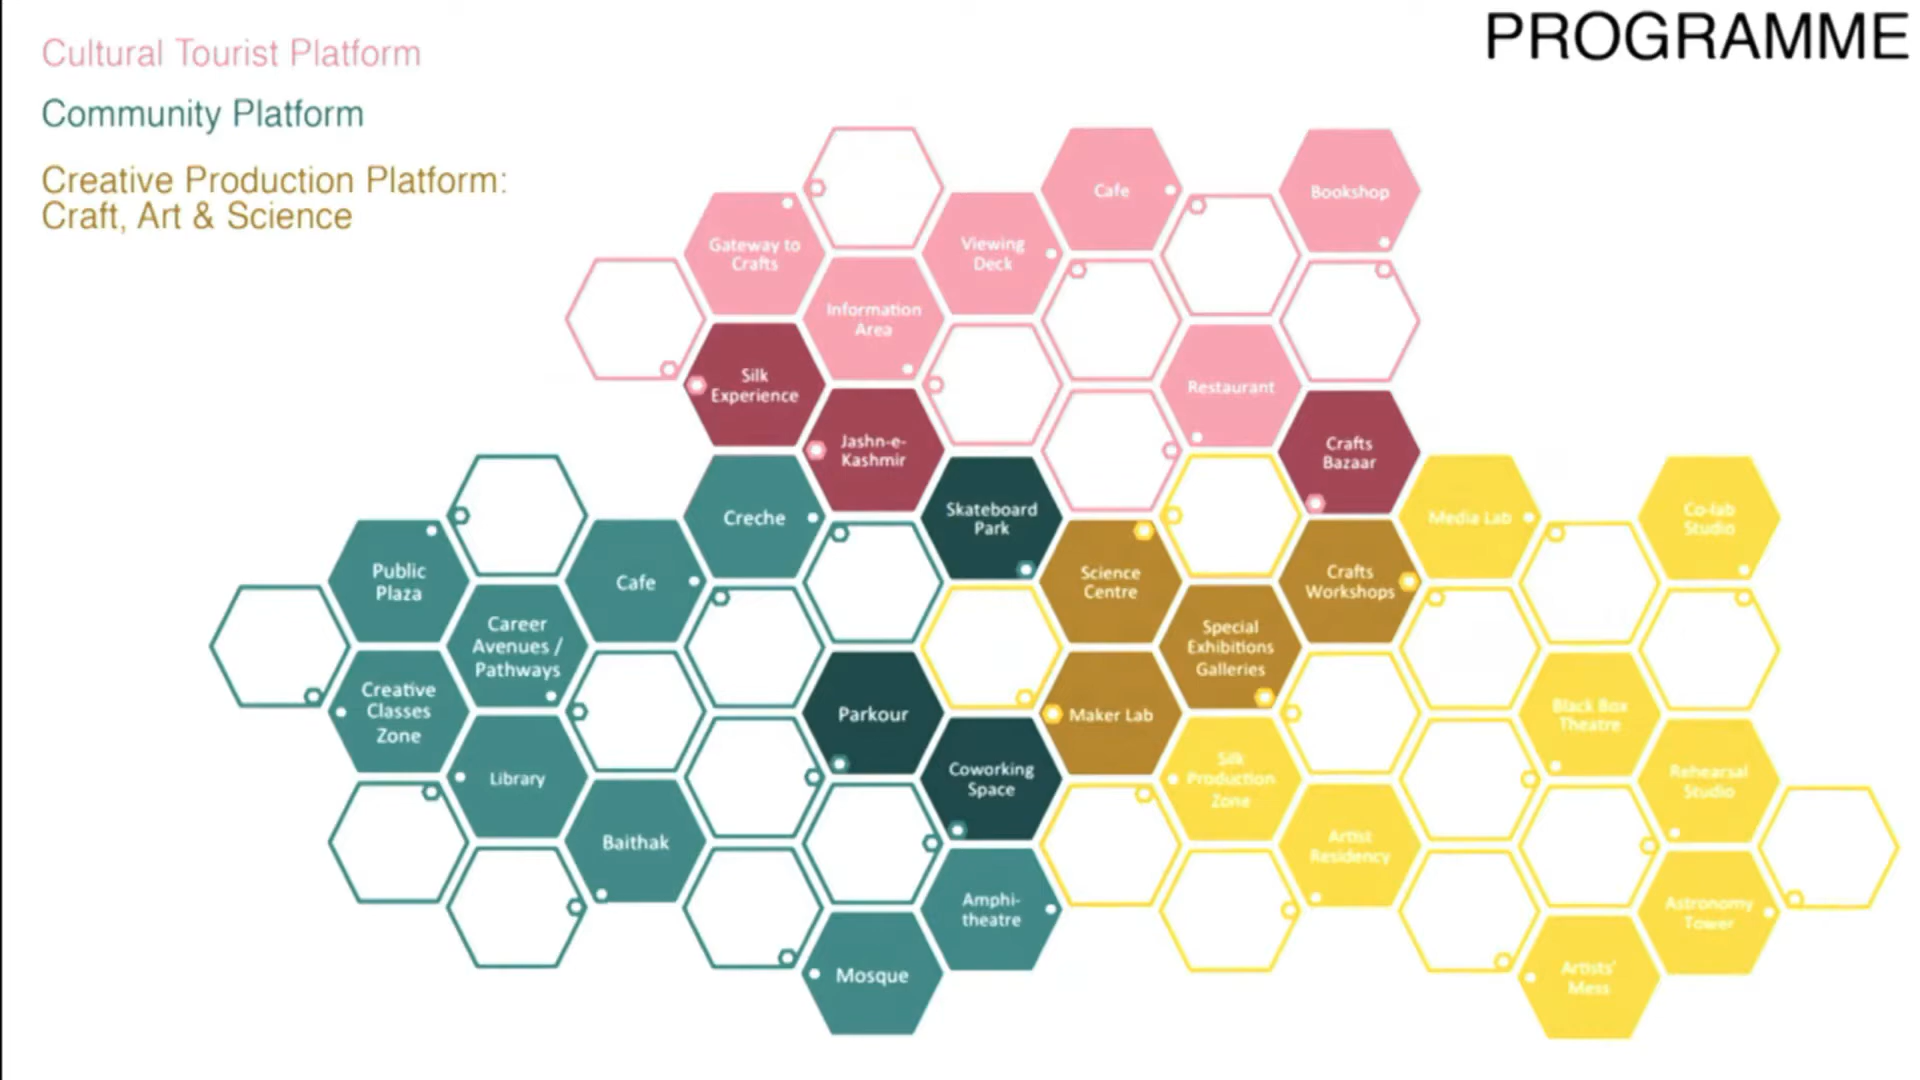 PROGRAMME
Cultural Tourist Platform
Community Platform
Creative Production Platform:
Craft, Art & Science
Cafe
Bookshop
Gateway to
Crafts
Viewing
Deck
Information
Area
Silk
Experience
Restaurant
Jashn-e-
Kashmir
Crafts
Bazaar
Creche
Skateboard
Park
Media Lab
Co-lab
Studio
Public
Plaza
Cafe
Science
Centre
Crafts
Workshops
Career
Avenues /
Pathways
Special
Exhibitions
Galleries
Creative
Classes
Zone
Parkour
Maker Lab
Black Box
Theatre
Library
Coworking
Space
Silk
Production
Zone
Rehearsal
Studio
Baithak
Artist
Residency
Amphi-
theatre
Astronomy
Tower
Mosque
Artists'
Mess